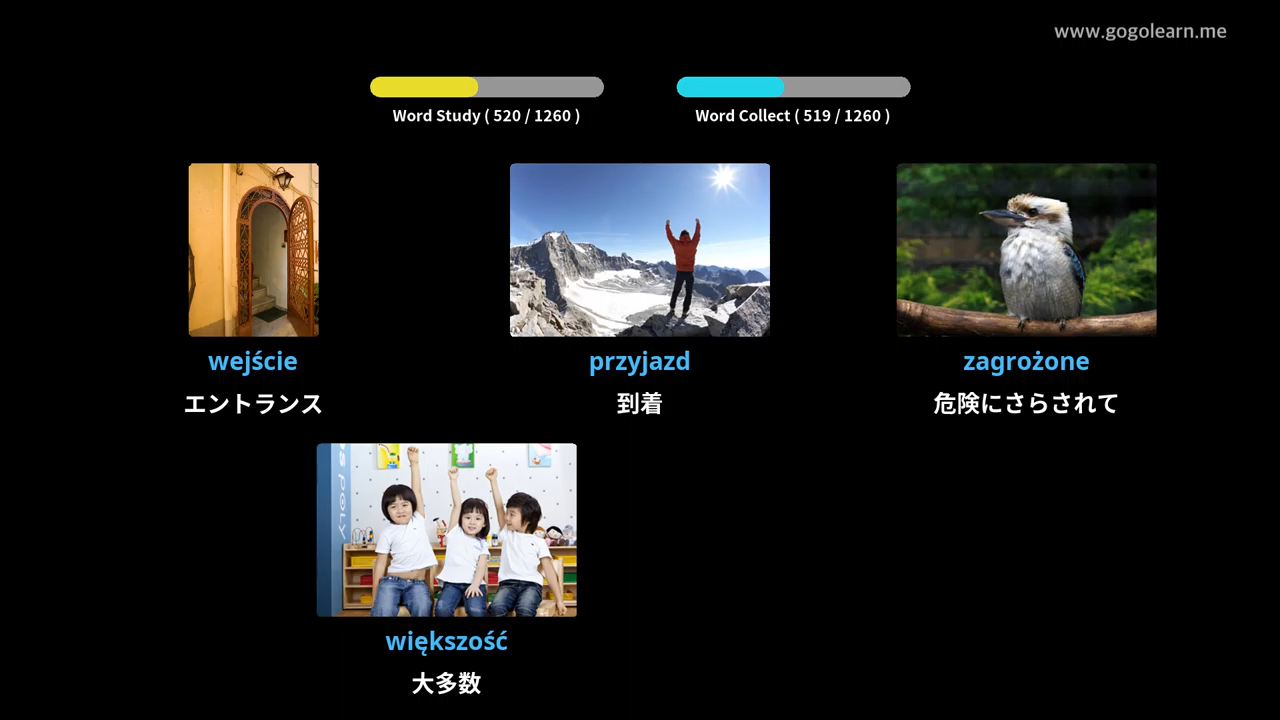 www.gogolearn.me
Word Study ( 520 / 1260 )
Word Collect ( 519 / 1260 )
wejście
przyjazd
zagrożone
エントランス
到着
危険にさらされて
POLY
większość
大多数